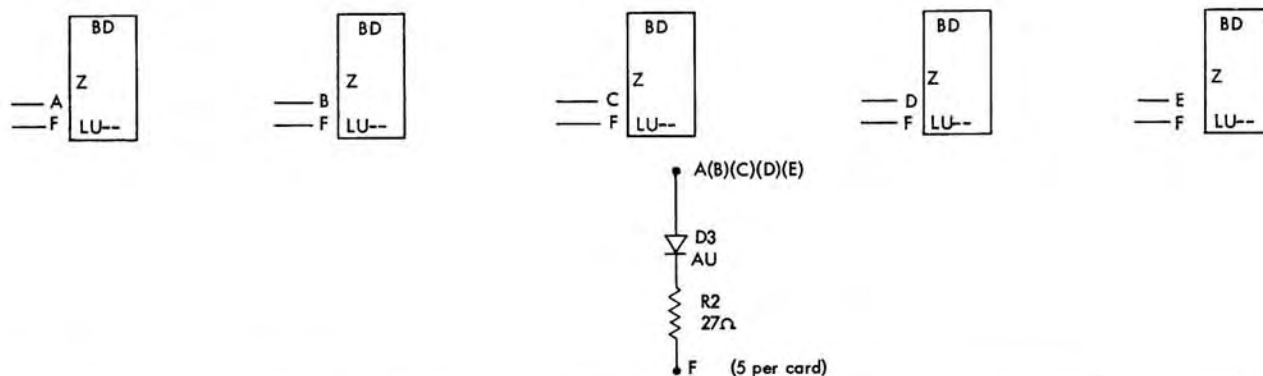 BD
Z
A
F LU--
BD
Z
B
F LU--
BD
Z
C
F LU--
BD
Z
D
F LU--
BD
Z
E
F LU--
A(B)(C)(D)(E)
D3
AU
R2
27Ω
F (5 per card)